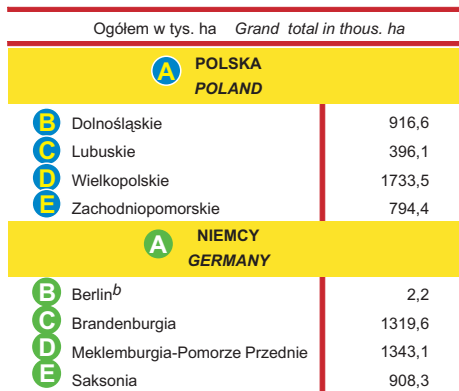 Ogółem w tys. ha Grand total in thous. ha
A POLSKA
POLAND
B Dolnośląskie 916,6
C Lubuskie 396,1
D Wielkopolskie 1733,5
E Zachodniopomorskie 794,4
A NIEMCY
GERMANY
B Berlinb 2,2
C Brandenburgia 1319,6
D Meklemburgia-Pomorze Przednie 1343,1
E Saksonia 908,3